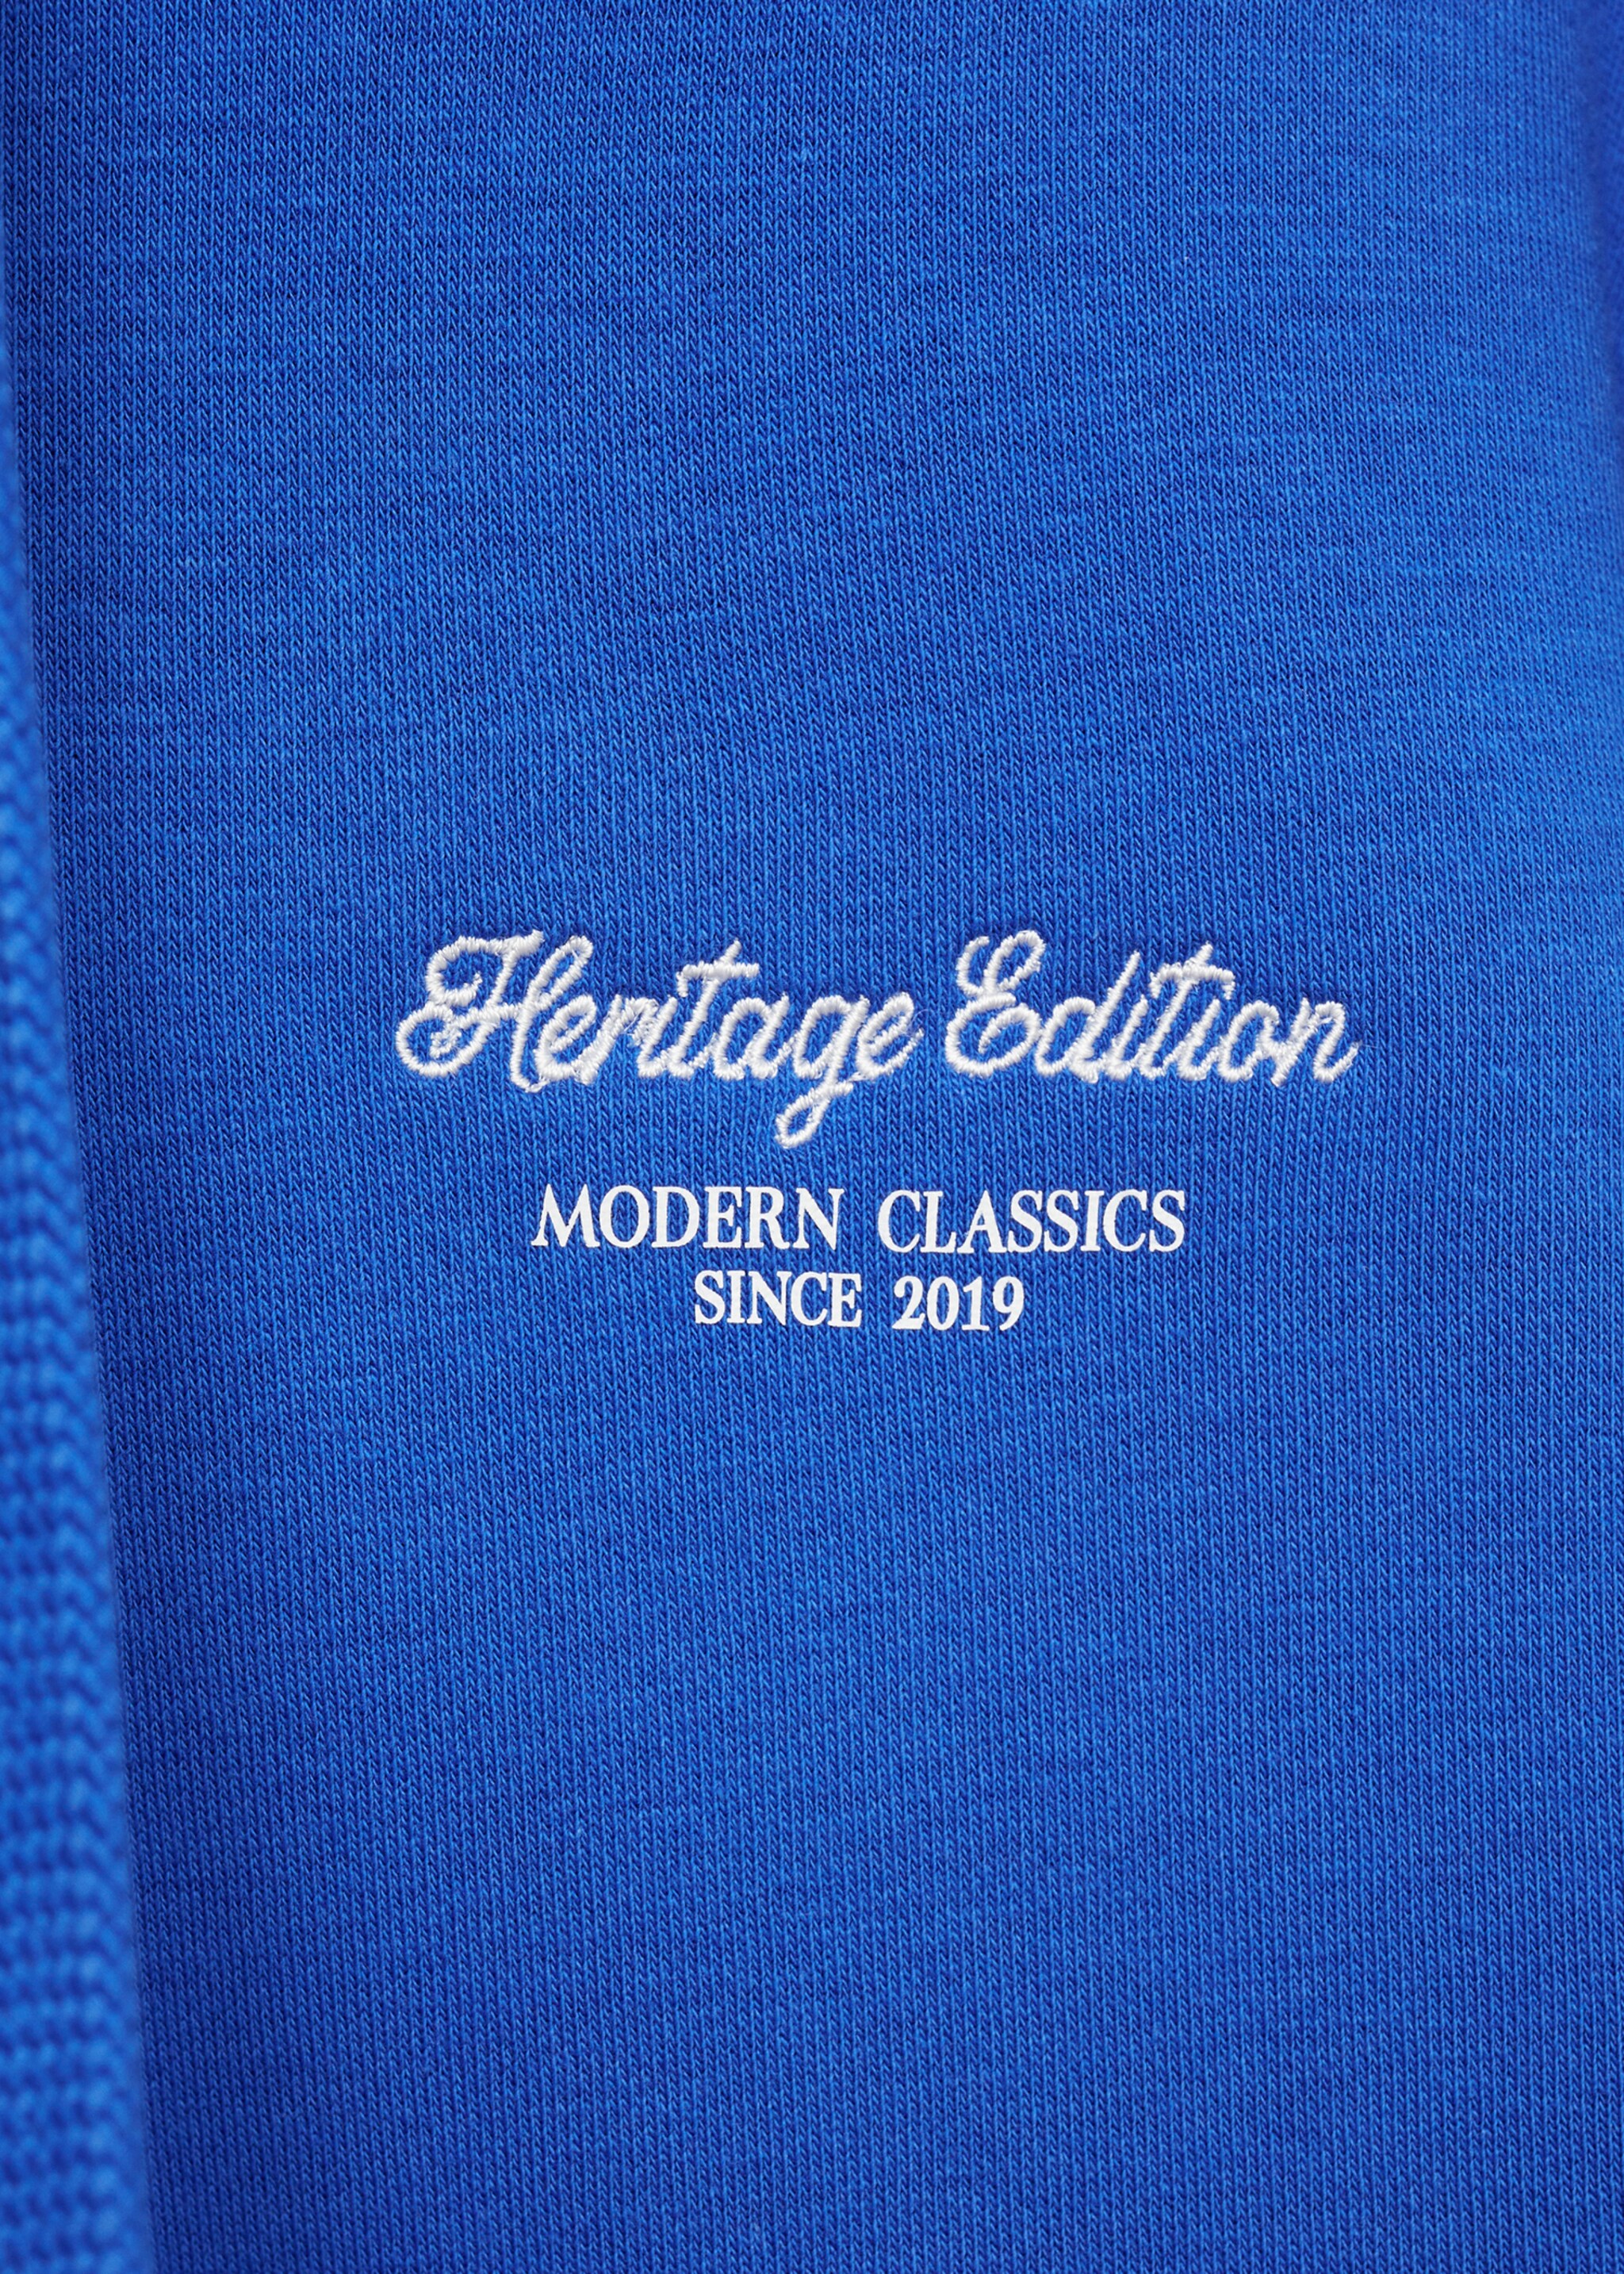 Heritage Edition
MODERN CLASSICS
SINCE 2019